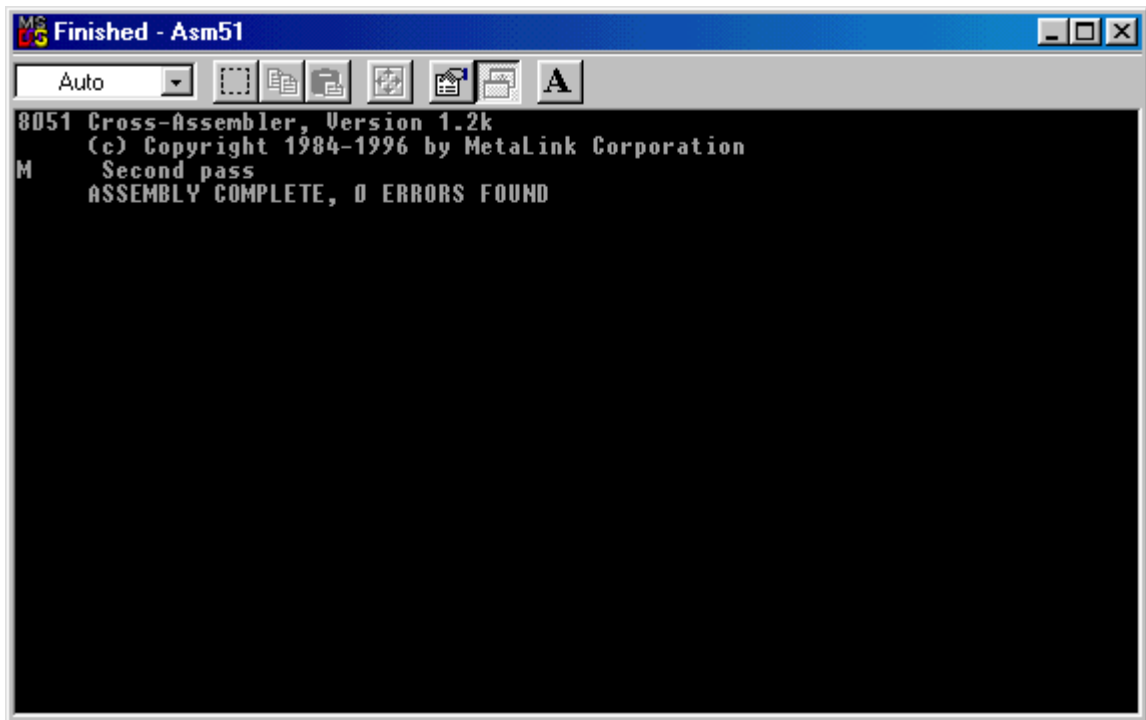 Finished - Asm51
Auto
A
8051 Cross-Assembler, Version 1.2k
(c) Copyright 1984-1996 by MetaLink Corporation
M Second pass
ASSEMBLY COMPLETE, 0 ERRORS FOUND